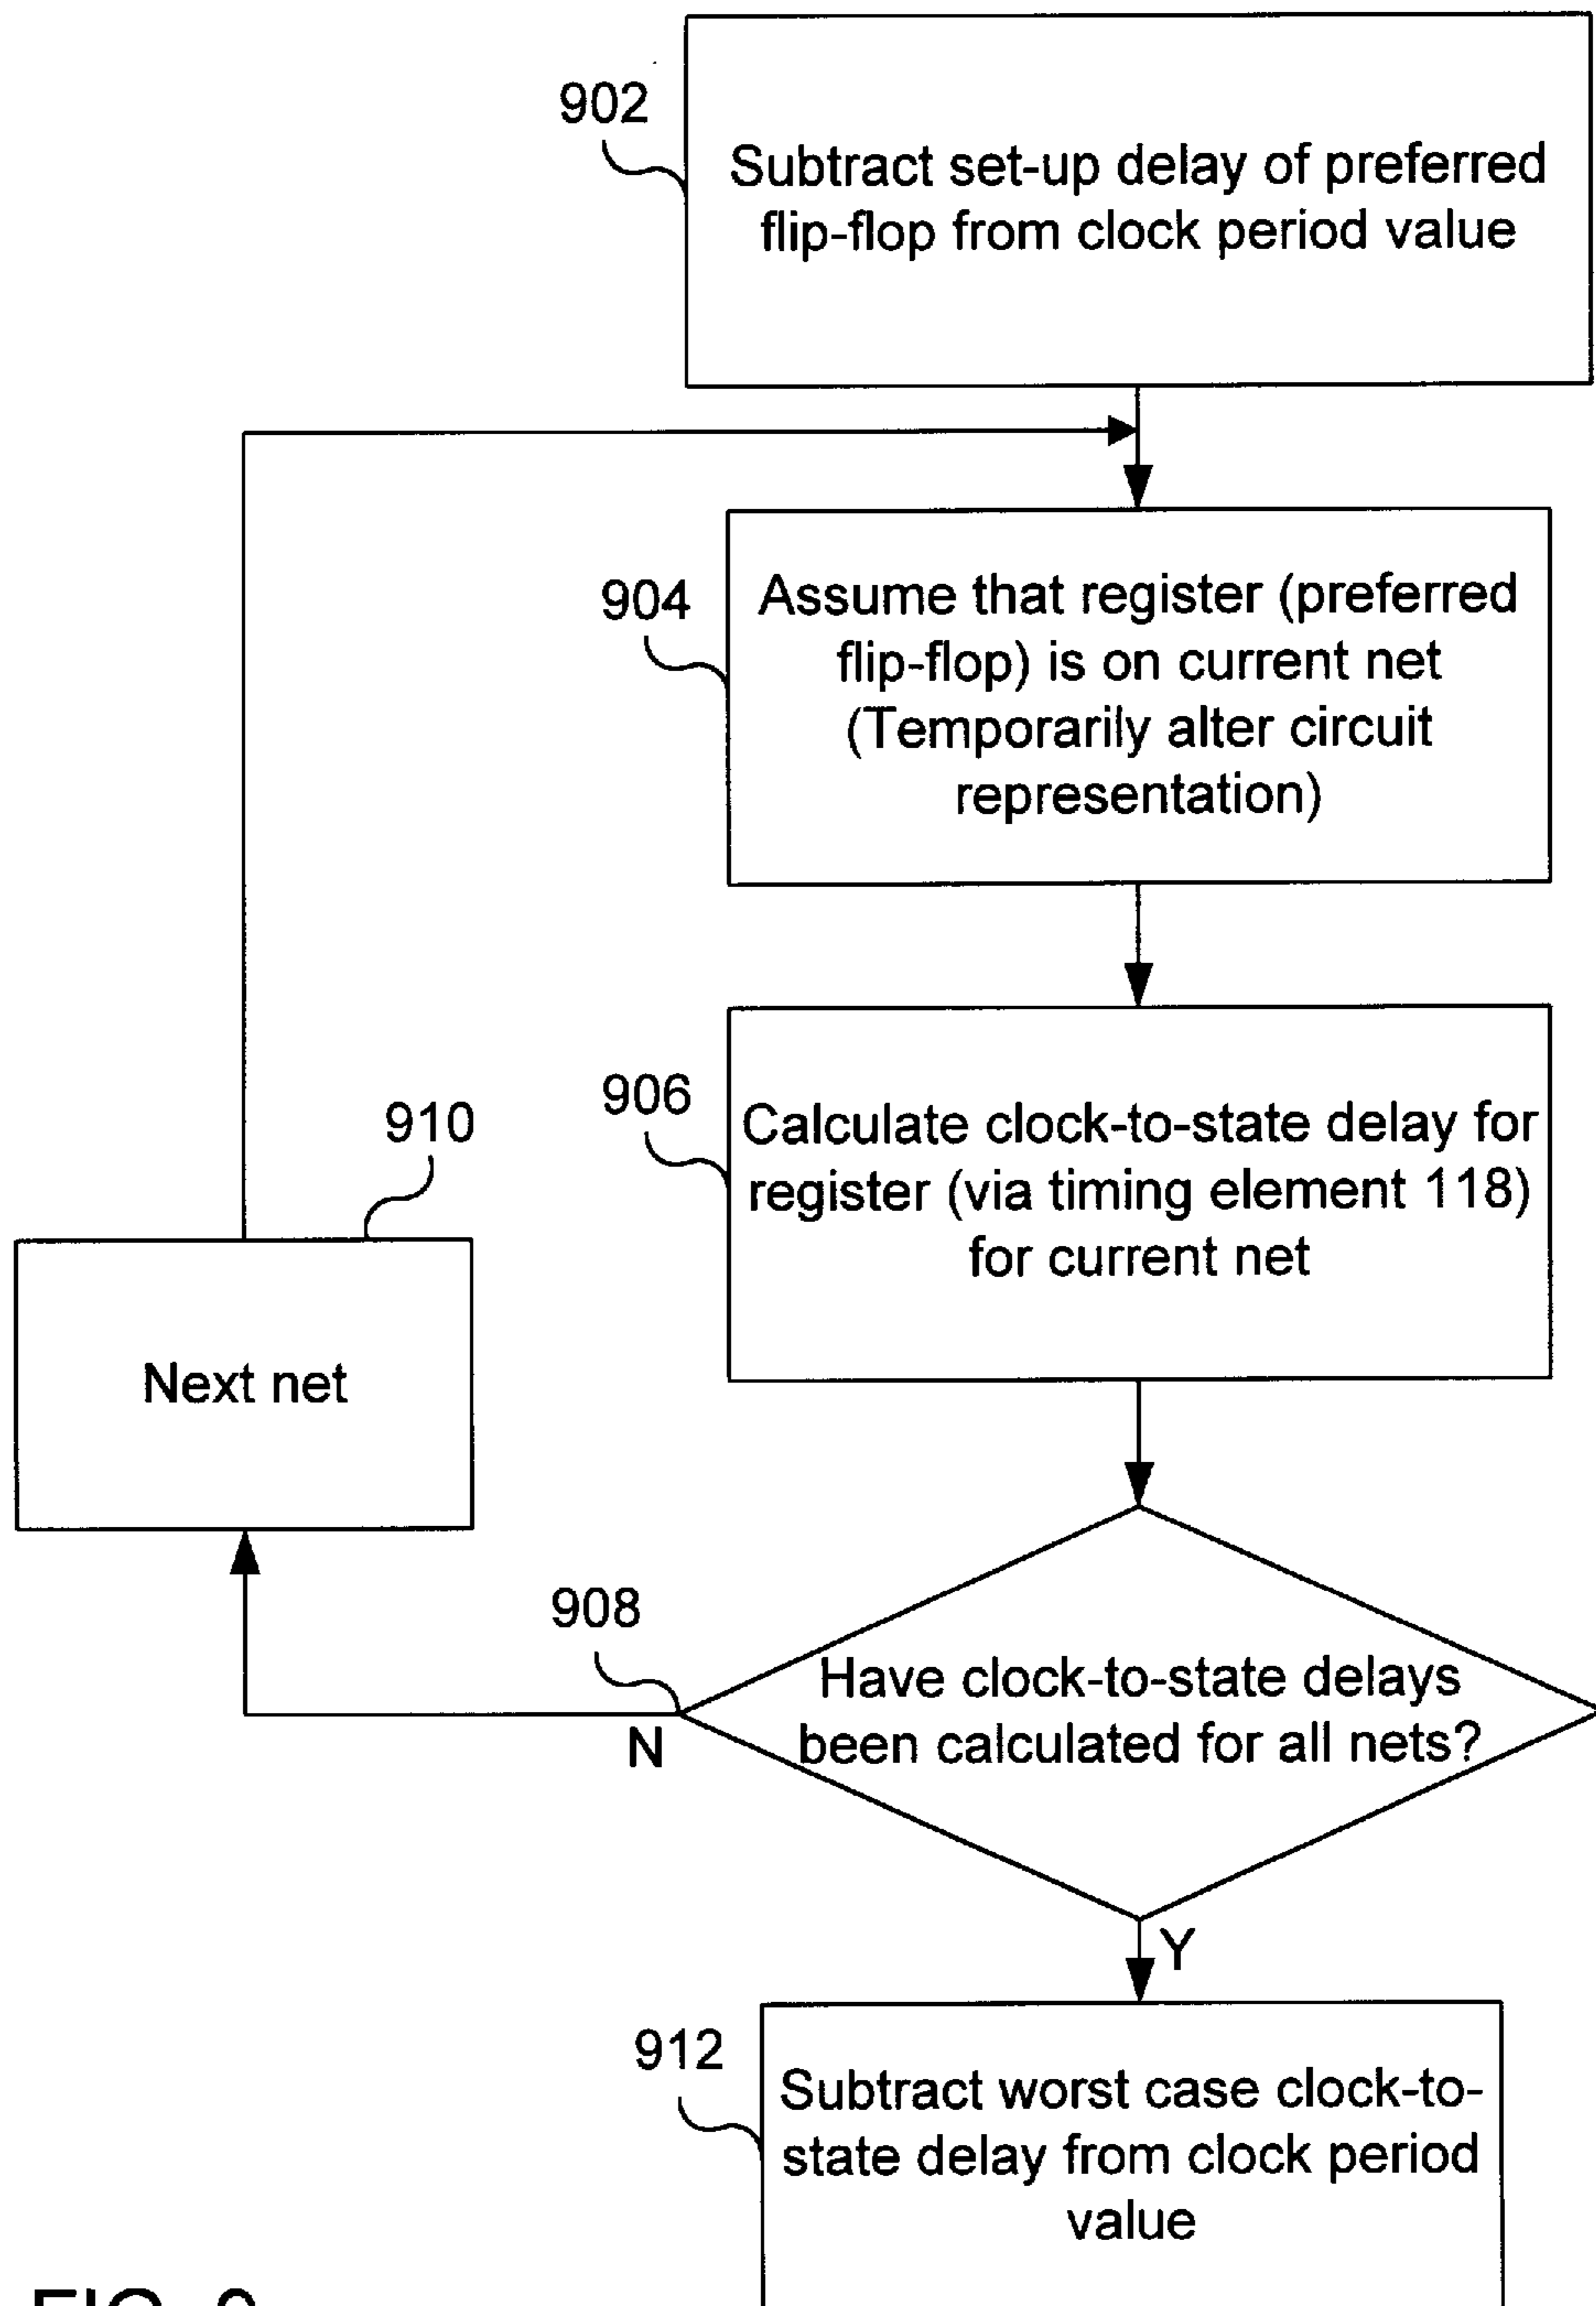 902
Subtract set-up delay of preferred
flip-flop from clock period value
904
Assume that register (preferred
flip-flop) is on current net
(Temporarily alter circuit
representation)
906
Calculate clock-to-state delay for
register (via timing element 118)
for current net
910
Next net
908
Have clock-to-state delays
been calculated for all nets?
N
Y
912
Subtract worst case clock-to-
state delay from clock period
value